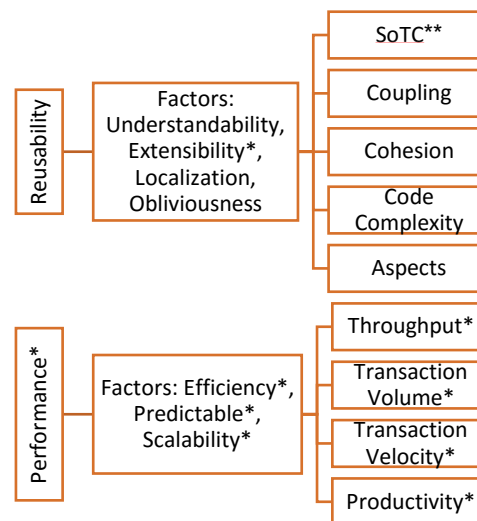 Reusability
Factors:
Understandability,
Extensibility*,
Localization,
Obliviousness
SoTC**
Coupling
Cohesion
Code
Complexity
Aspects
Performance*
Factors: Efficiency*,
Predictable*,
Scalability*
Throughput*
Transaction
Volume*
Transaction
Velocity*
Productivity*